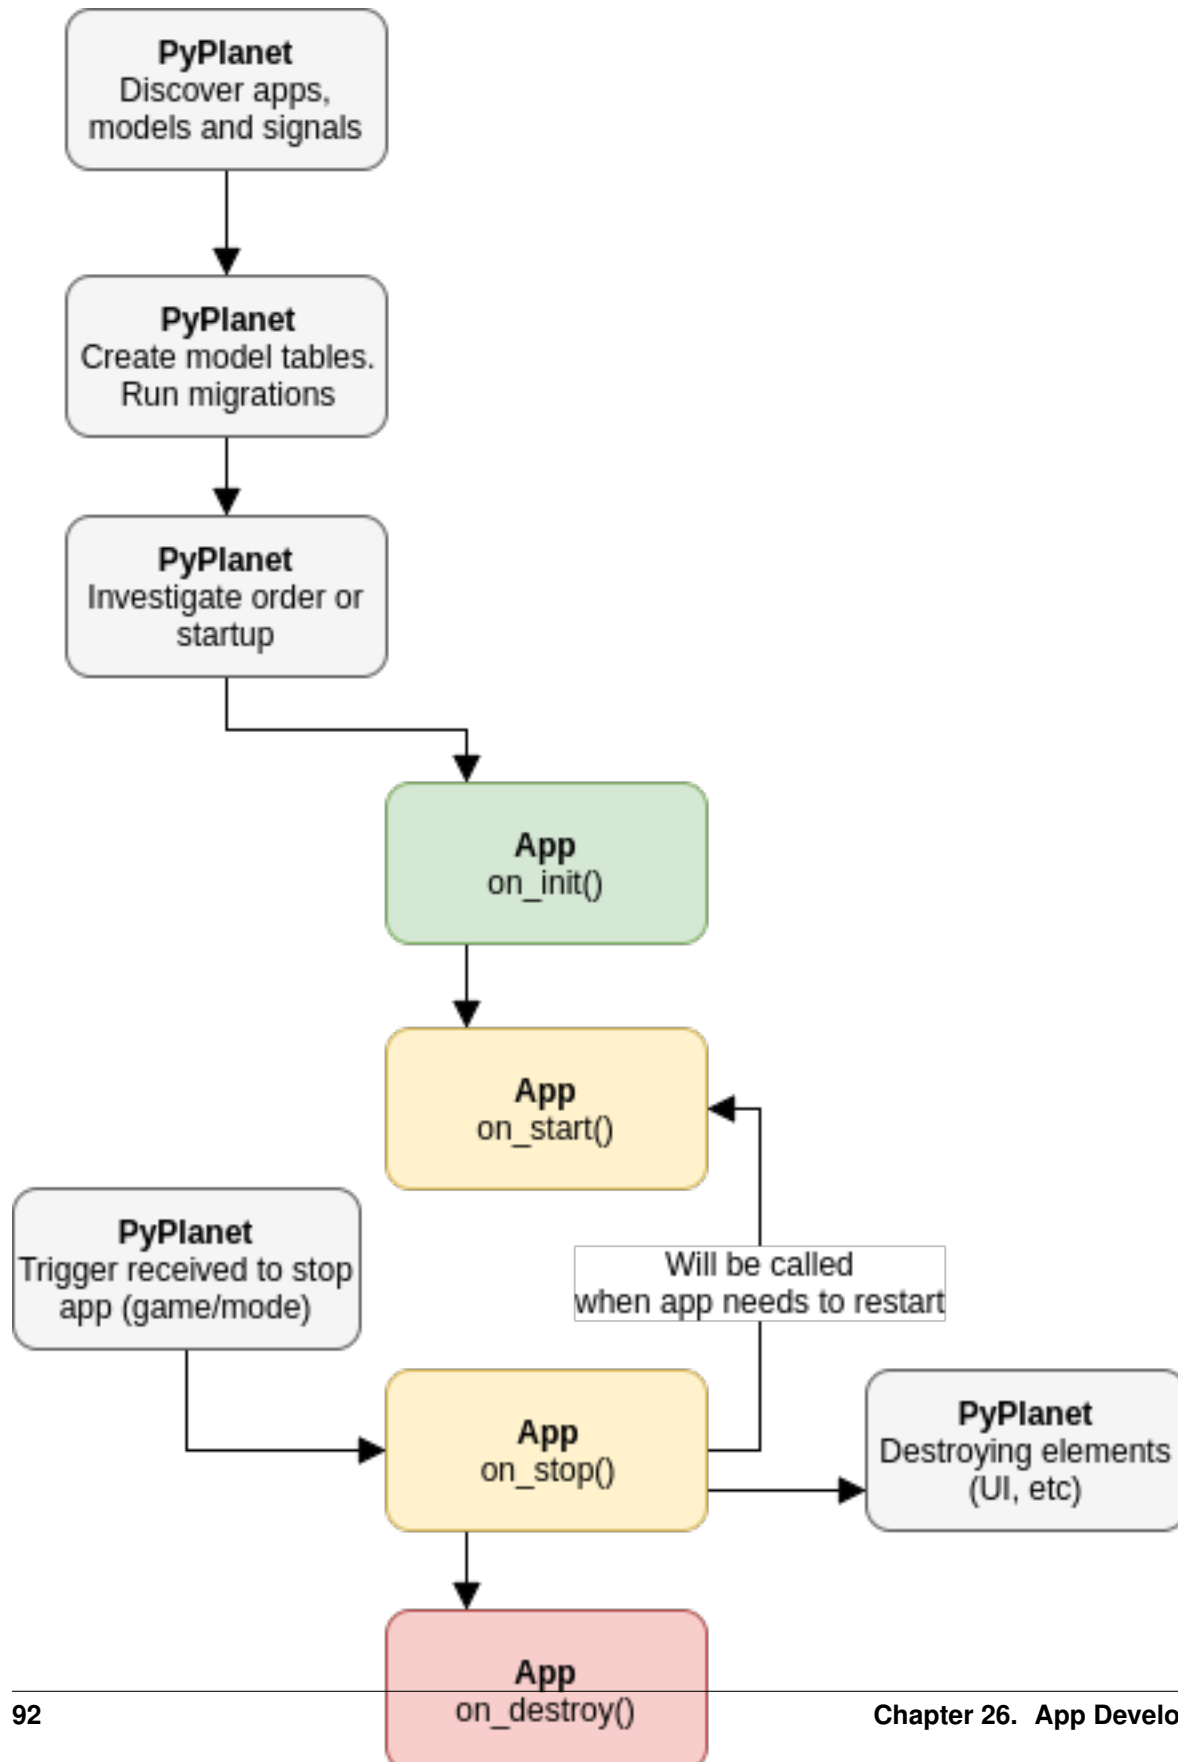 PyPlanet
Discover apps,
models and signals
PyPlanet
Create model tables.
Run migrations
PyPlanet
Investigate order or
startup
App
on_init()
App
on_start()
PyPlanet
Trigger received to stop
app (game/mode)
Will be called
when app needs to restart
App
on_stop()
PyPlanet
Destroying elements
(UI, etc)
App
on_destroy()
92
Chapter 26. App Develo